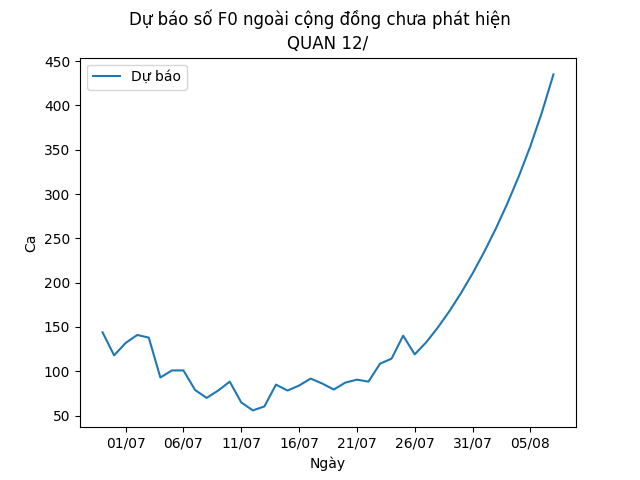 Dự báo số F0 ngoài cộng đồng chưa phát hiện
QUAN 12/
Dự báo
450
400
350
300
250
200
150
100
50
Ca
01/07 06/07 11/07 16/07 21/07 26/07 31/07 05/08
Ngày